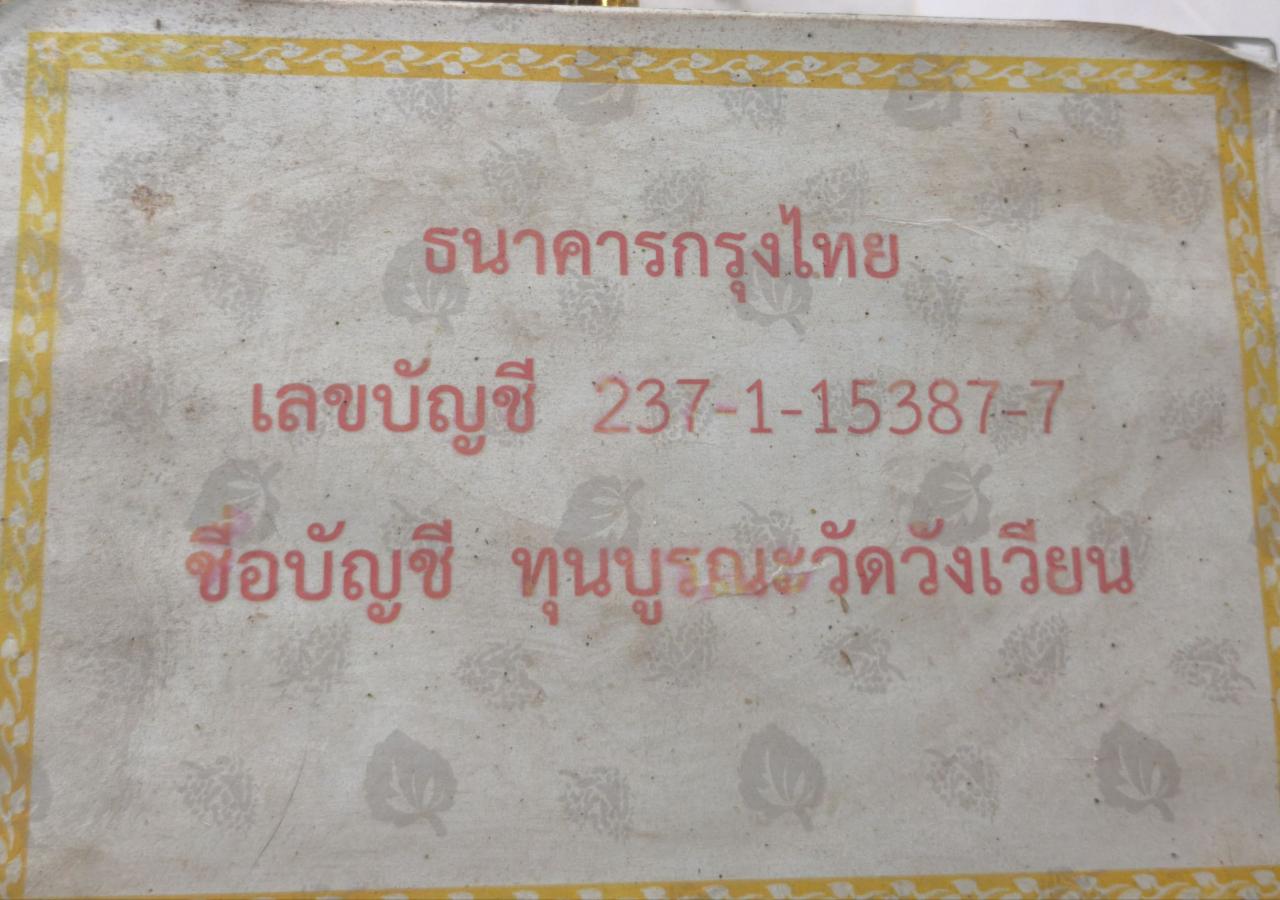 ธนาคารกรุงไทย
เลขบัญชี 237-1-15387-7
ชื่อบัญชี ทุนบูรณะวัดวังเวียน